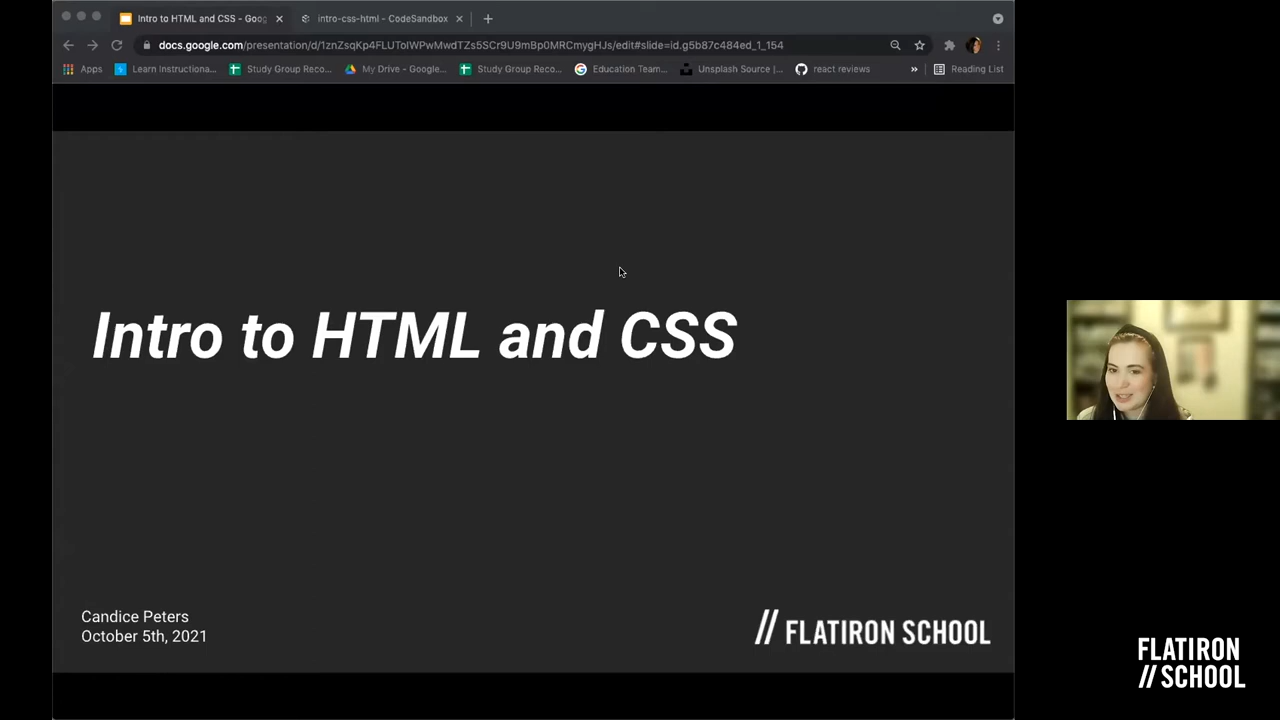 Intro to HTML and CSS - Goog
intro-css-html - CodeSandbox
docs.google.com/presentation/d/1znZsqKp4FLUToIWPwMwdTZs5SCr9U9mBp0MRCmygHJs/edit#slide=id.g5b87c484ed_1_154
Apps
Learn Instructiona...
Study Group Reco...
My Drive – Google...
Study Group Reco...
Education Team...
Unsplash Source |...
react reviews
»
Reading List
Intro to HTML and CSS
Candice Peters
October 5th, 2021
// FLATIRON SCHOOL
FLATIRON
// SCHOOL